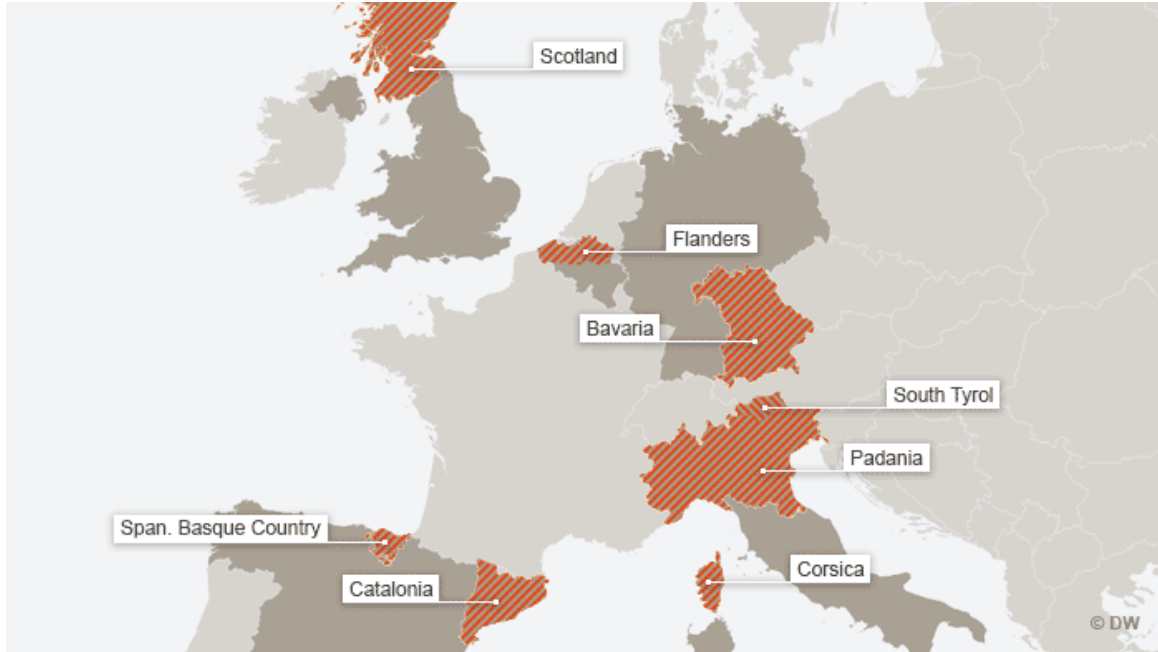 Scotland
Flanders
Bavaria
South Tyrol
Padania
Span. Basque Country
Corsica
Catalonia
© DW